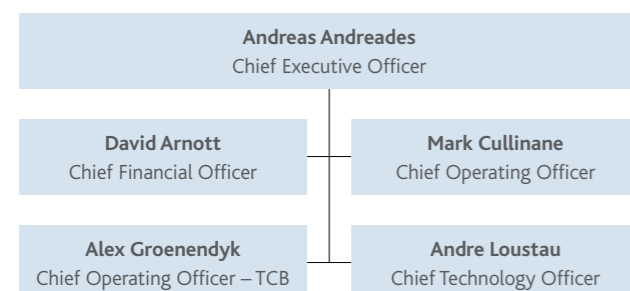 Andreas Andreades
Chief Executive Officer
David Arnott
Chief Financial Officer
Mark Cullinane
Chief Operating Officer
Alex Groenendyk
Chief Operating Officer – TCB
Andre Loustau
Chief Technology Officer